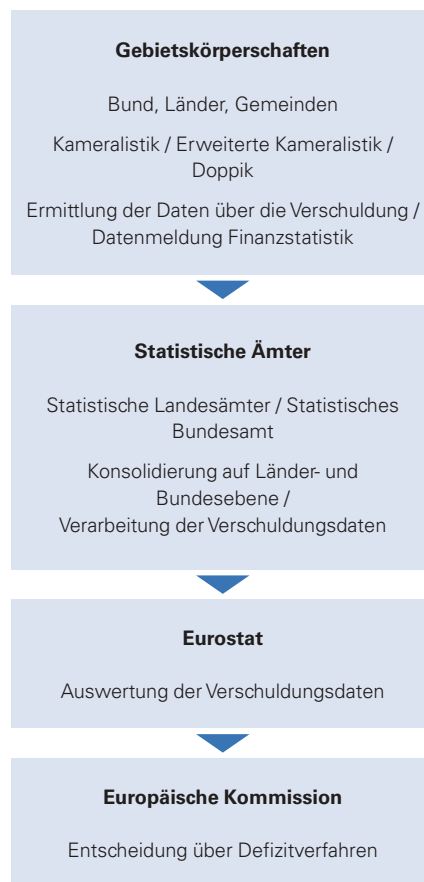 Gebietskörperschaften
Bund, Länder, Gemeinden
Kameralistik / Erweiterte Kameralistik /
Doppik
Ermittlung der Daten über die Verschuldung /
Datenmeldung Finanzstatistik
Statistische Ämter
Statistische Landesämter / Statistisches
Bundesamt
Konsolidierung auf Länder- und
Bundesebene /
Verarbeitung der Verschuldungsdaten
Eurostat
Auswertung der Verschuldungsdaten
Europäische Kommission
Entscheidung über Defizitverfahren